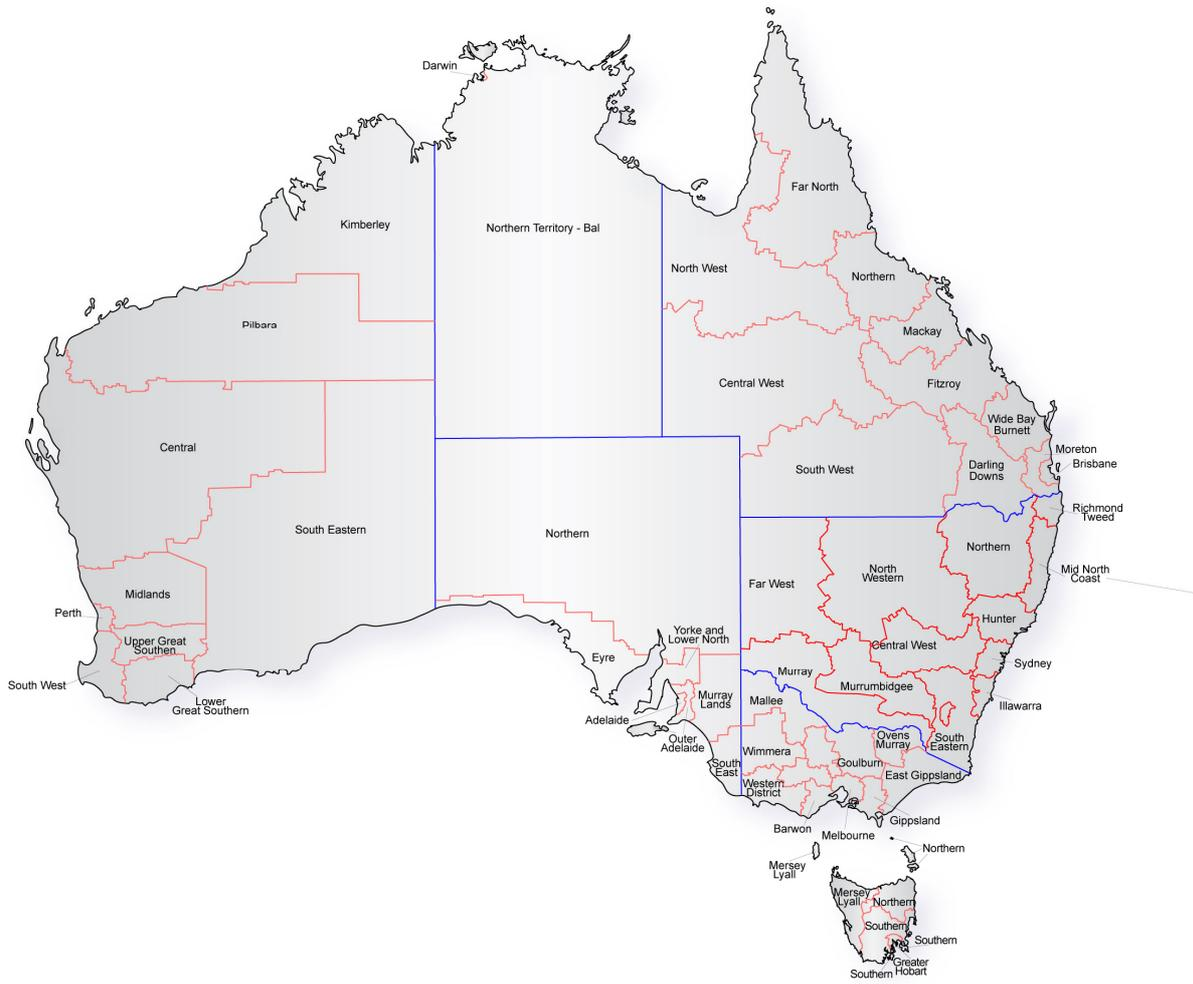 Darwin
Far North
Kimberley
Northern Territory - Bal
North West
Northern
Pilbara
Mackay
Central West
Fitzroy
Wide Bay
Burnett
Central
Moreton
Brisbane
South West
Darling
Downs
Richmond
Tweed
South Eastern
Northern
Northern
Mid North
Coast
North
Western
Far West
Midlands
Perth
Hunter
Yorke and
Lower North
Upper Great
Southen
Central West
Eyre
Sydney
Murray
South West
Murrumbidgee
Lower
Great Southern
Murray
Lands
Mallee
Illawarra
Adelaide
Outer
Adelaide
Ovens
Murray
South
Eastern
Wimmera
South
East
Goulburn
East Gippsland
Western
District
Gippsland
Barwon
Melbourne
Northern
Mersey
Lyall
Mersey
Lyall
Northern
Southern
Southern
Greater
Hobart
Southern